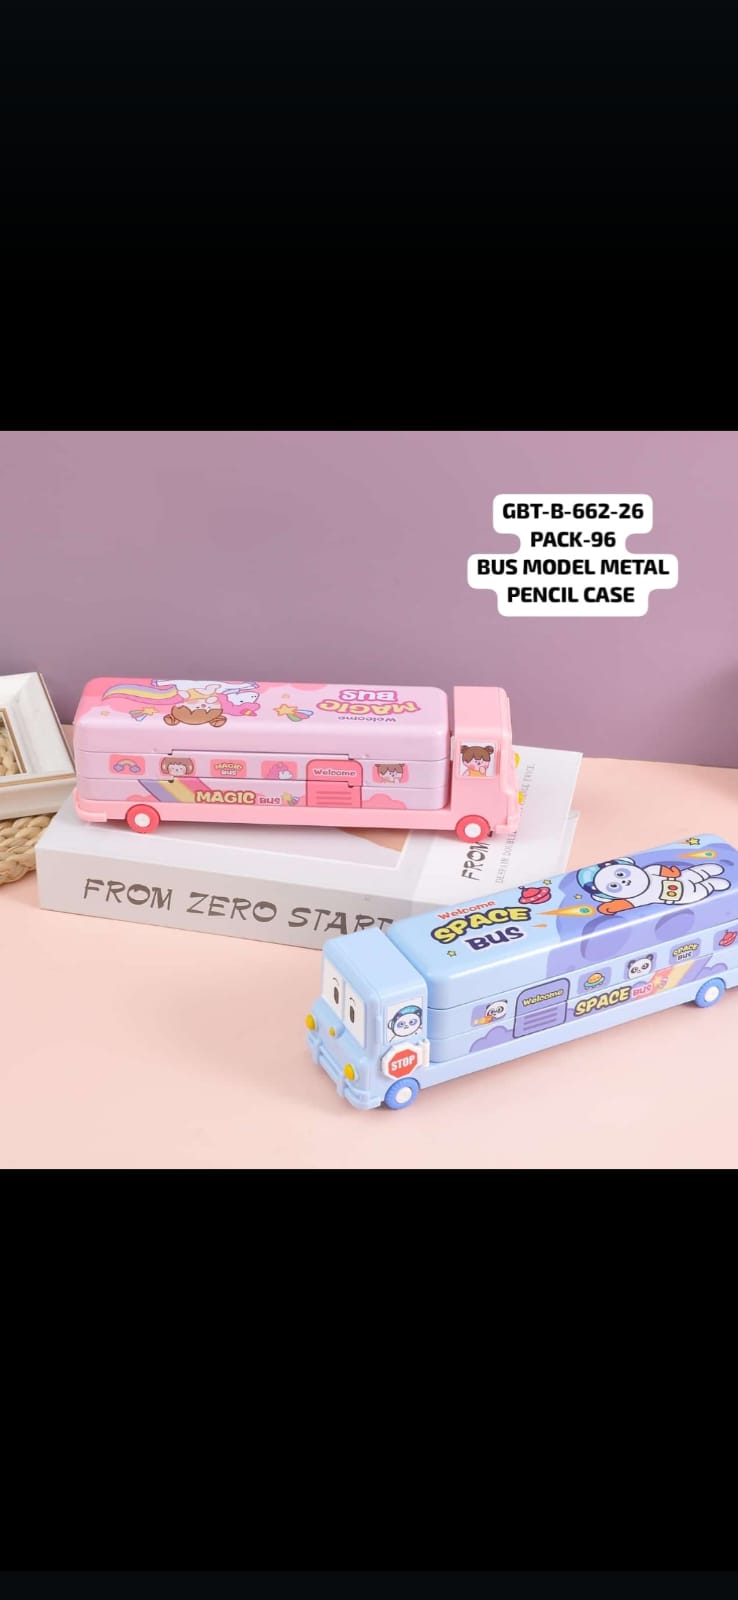 GBT-B-662-26
PACK-96
BUS MODEL METAL
PENCIL CASE
Welcome
MAGIC
BUS
MAGIC
BUS
Welcome
MAGIC BUS
FROM ZERO START
FROM
Welcome
SPACE
BUS
SPACE
BUS
Welcome
SPACE BUS
STOP